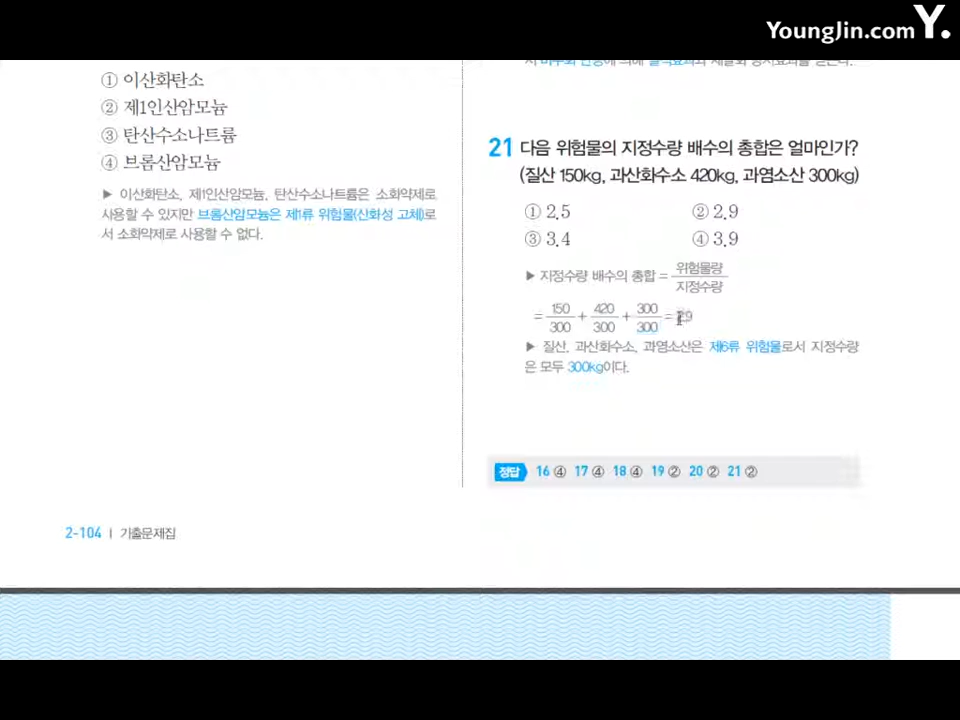 YoungJin.com Y.
① 이산화탄소
② 제1인산암모늄
③ 탄산수소나트륨
④ 브롬산암모늄
▶ 이산화탄소, 제1인산암모늄, 탄산수소나트륨은 소화약제로
사용할 수 있지만 브롬산암모늄은 제1류 위험물(산화성 고체)로
서 소화약제로 사용할 수 없다.
2-104 | 기출문제집
21 다음 위험물의 지정수량 배수의 총합은 얼마인가?
(질산 150kg, 과산화수소 420kg, 과염소산 300kg)
① 2.5 ② 2.9
③ 3.4 ④ 3.9
▶ 지정수량 배수의 총합 = 위험물량/지정수량
= 150/300 + 420/300 + 300/300 = 2.9
▶ 질산, 과산화수소, 과염소산은 제6류 위험물로서 지정수량
은 모두 300kg이다.
정답 16 ④ 17 ④ 18 ④ 19 ② 20 ② 21 ②